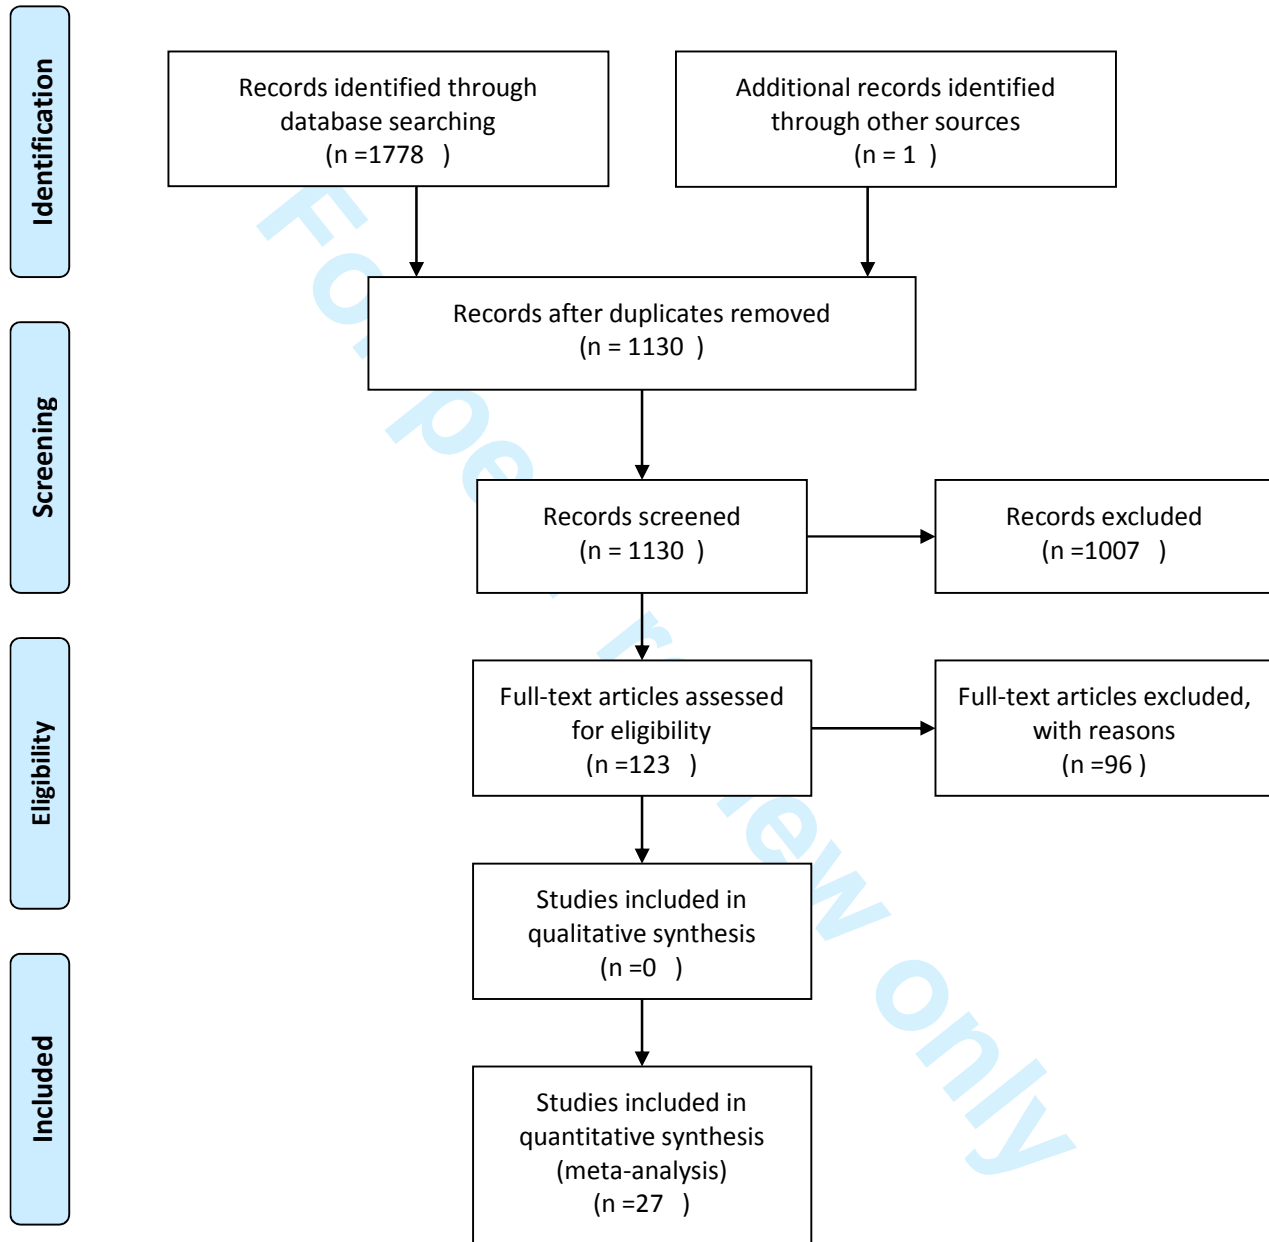 Identification
Records identified through
database searching
(n =1778   )
Additional records identified
through other sources
(n = 1  )
Records after duplicates removed
(n = 1130  )
Screening
Records screened
(n = 1130  )
Records excluded
(n =1007   )
Eligibility
Full-text articles assessed
for eligibility
(n =123   )
Full-text articles excluded,
with reasons
(n =96 )
Studies included in
qualitative synthesis
(n =0   )
Included
Studies included in
quantitative synthesis
(meta-analysis)
(n =27   )
For peer review only